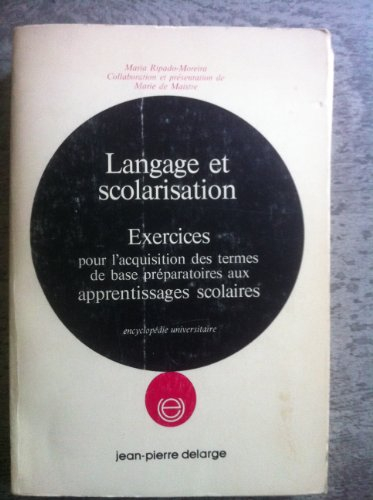 Maria Ripado-Moreira
Collaboration et présentation de
Marie de Maistre
Langage et
scolarisation
Exercices
pour l'acquisition des termes
de base préparatoires aux
apprentissages scolaires
encyclopédie universitaire
jean-pierre delarge